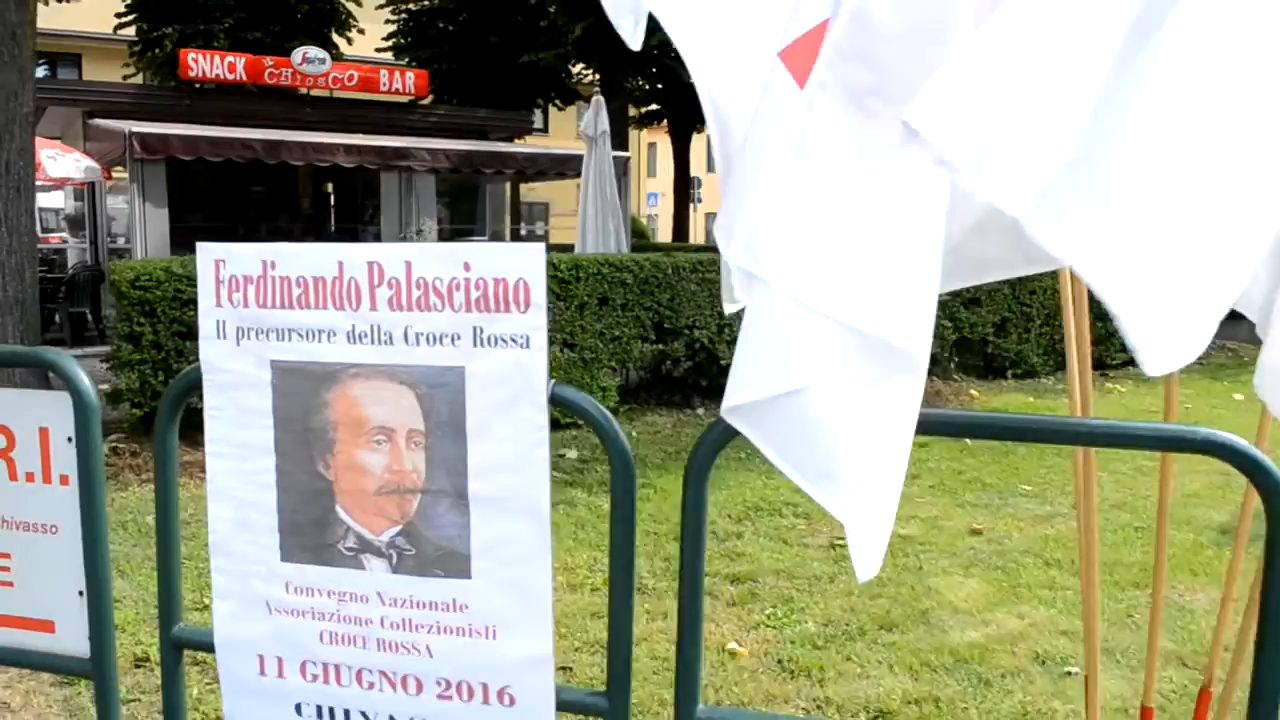 SNACK il CHIOSCO BAR
Ferdinando Palasciano
Il precursore della Croce Rossa
Convegno Nazionale
Associazione Collezionisti
CROCE ROSSA
11 GIUGNO 2016
R.I.
hivasso
E